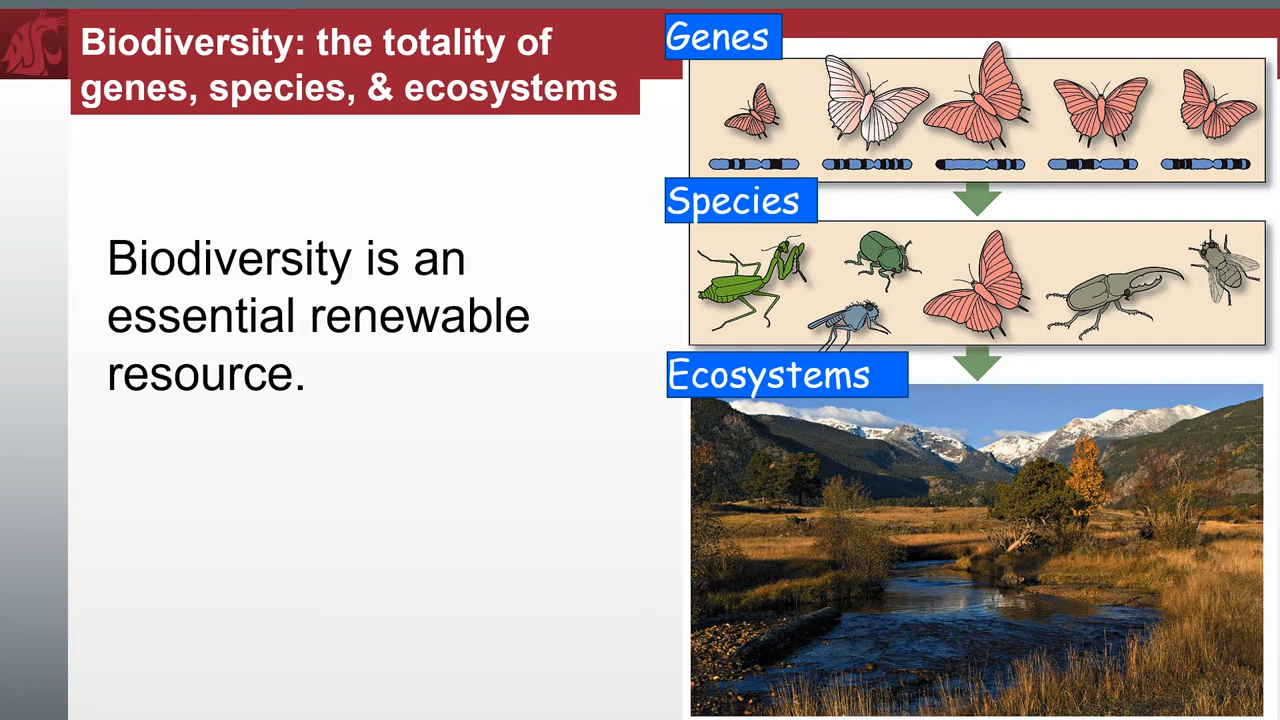 Biodiversity: the totality of
genes, species, & ecosystems
Biodiversity is an
essential renewable
resource.
Genes
Species
Ecosystems